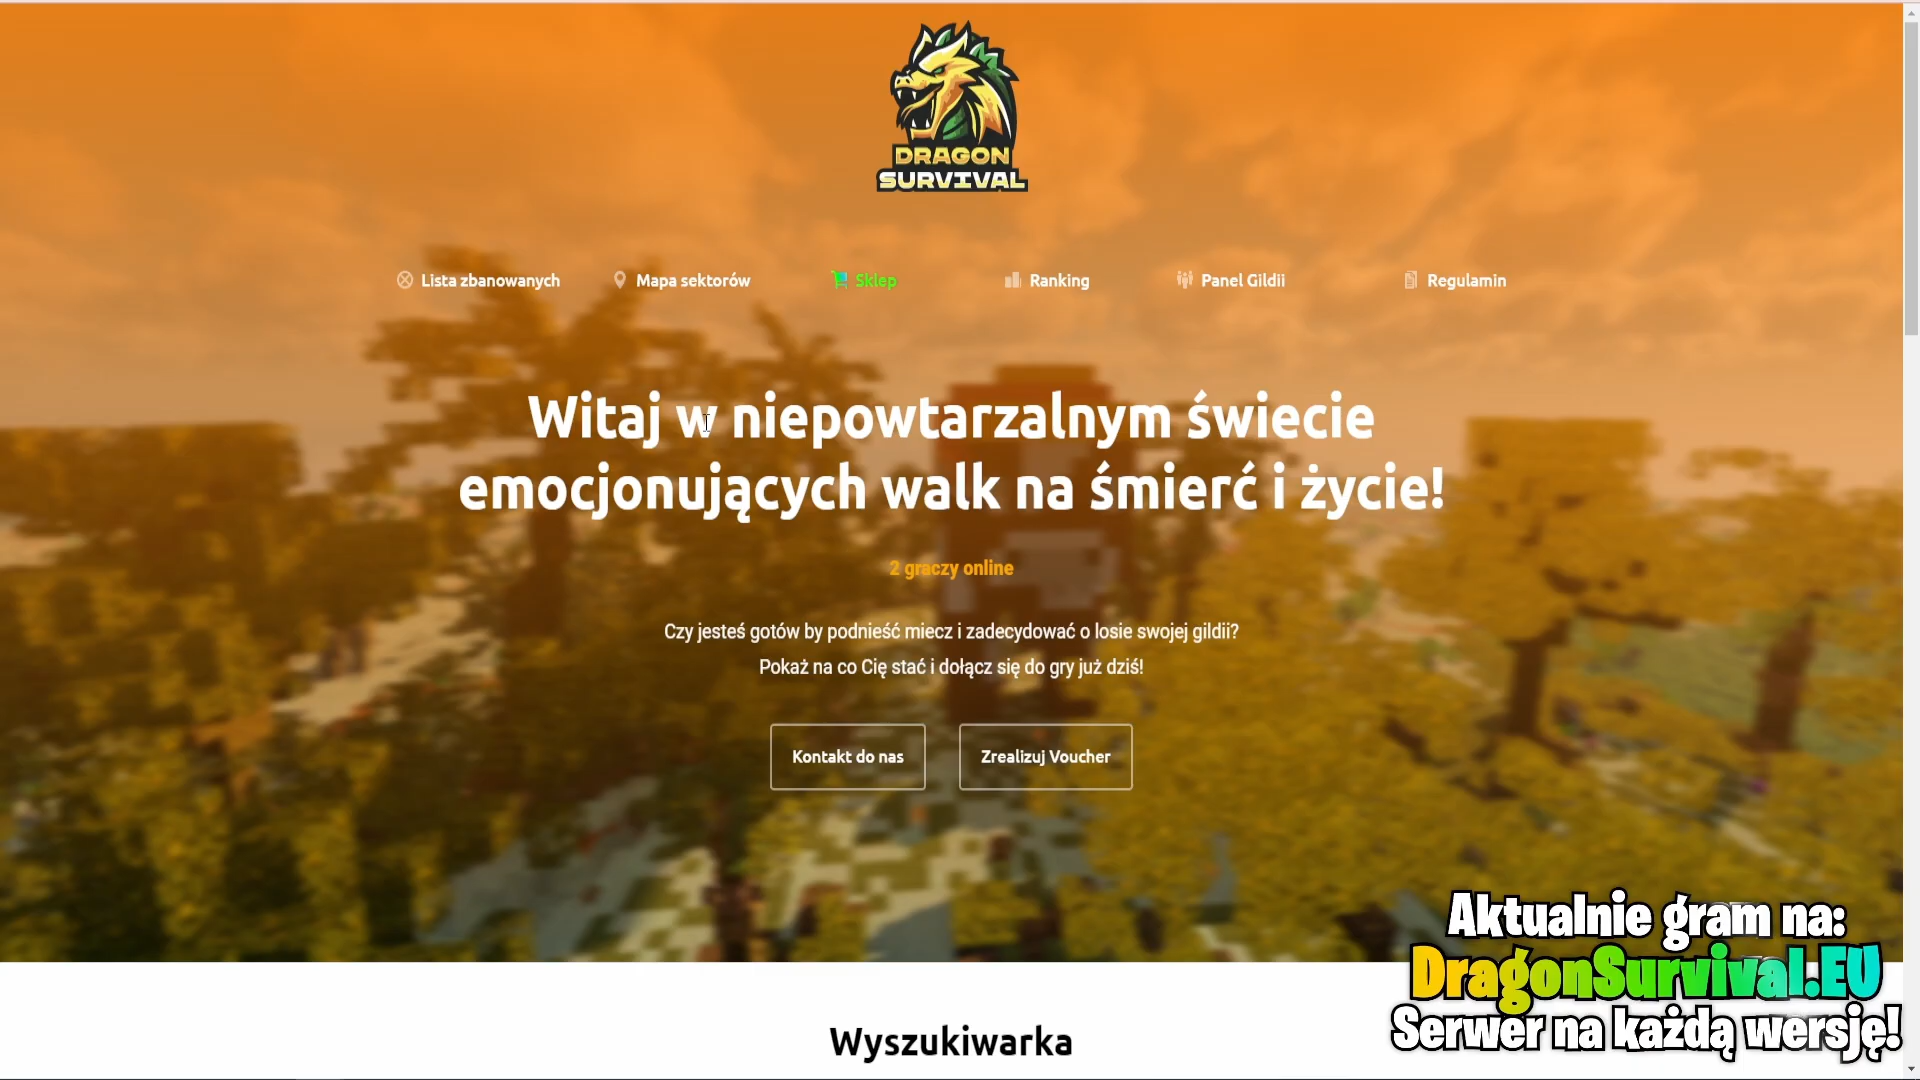 DRAGON
SURVIVAL
Lista zbanowanych
Mapa sektorów
Sklep
Ranking
Panel Gildii
Regulamin
Witaj w niepowtarzalnym świecie
emocjonujących walk na śmierć i życie!
2 graczy online
Czy jesteś gotów by podnieść miecz i zadecydować o losie swojej gildii?
Pokaż na co Cię stać i dołącz się do gry już dziś!
Kontakt do nas
Zrealizuj Voucher
Aktualnie gram na:
DragonSurvival.EU
Serwer na każdą wersję!
Wyszukiwarka